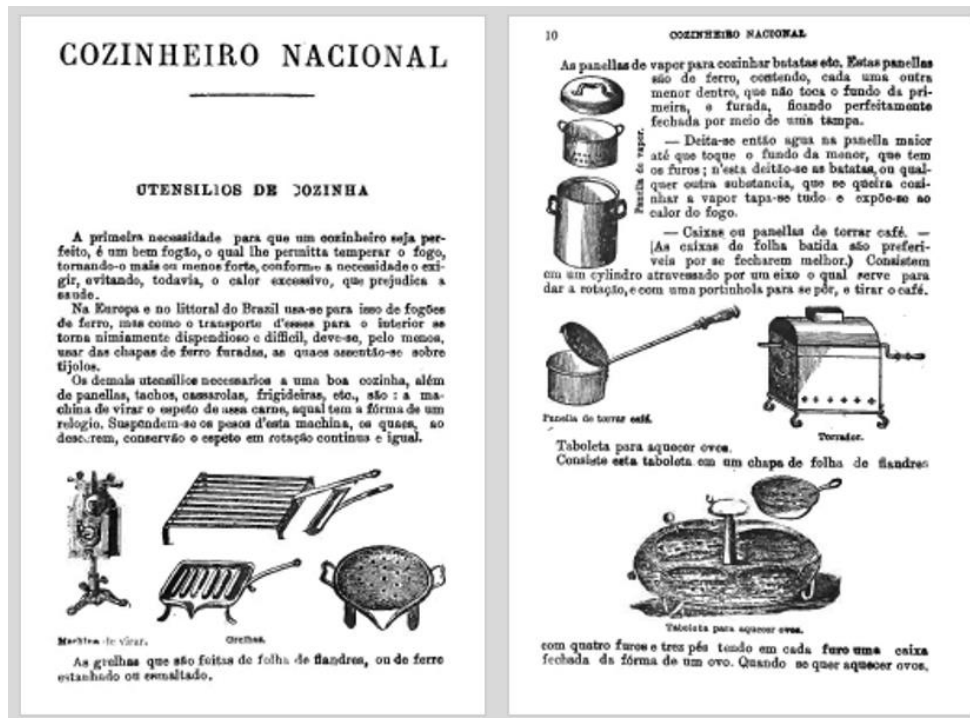 COZINHEIRO NACIONAL
UTENSILIOS DE COZINHA
A primeira necessidade para que um cozinheiro seja per-
feito, é um bem fogão, o qual lhe permitta temperar o fogo,
tornando-o mais ou menos forte, conforme a necessidade o exi-
gir, evitando, todavia, o calor excessivo, que prejudica a
saude.
Na Europa e no littoral do Brazil usa-se para isso de fogões
de ferro, mas como o transporte d'esses para o interior se
torna nimiamente dispendioso e difficil, deve-se, pelo menos,
usar das chapas de ferro furadas, as quaes assentão-se sobre
tijolos.
Os demais utensilios necessarios a uma boa cozinha, além
de panellas, tachos, cassarolas, frigideiras, etc., são : a ma-
china de virar o espeto de assa carne, aqual tem a fórma de um
relogio. Suspendem-se os pesos d'esta machina, os quaes, ao
descerem, conservão o espeto em rotação continua e igual.
Machina de virar.
Grelhas.
As grelhas que são feitas de folha de flandres, ou de ferro
estanhado ou esmaltado.
10 COZINHEIRO NACIONAL
As panellas de vapor para cozinhar batatas etc. Estas panellas
são de ferro, contendo, cada uma outra
menor dentro, que não toca o fundo da pri-
meira, e furada, ficando perfeitamente
fechada por meio de uma tampa.
— Deita-se então agua na panella maior
até que toque o fundo da menor, que tem
os furos ; n'esta deitão-se as batatas, ou qual-
quer outra substancia, que se queira cozi-
nhar a vapor tapa-se tudo e expõe-se ao
calor do fogo.
Panella de vapor.
— Caixas ou panellas de torrar café. —
(As caixas de folha batida são preferi-
veis por se fecharem melhor.) Consistem
em um cylindro atravessado por um eixo o qual serve para
dar a rotação, e com uma portinhola para se pôr, e tirar o café.
Panella de torrar café.
Torrador.
Taboleta para aquecer ovos.
Consiste esta taboleta em um chapa de folha de flandres
Taboleta para aquecer ovos.
com quatro furos e trez pés tendo em cada furo uma caixa
fechada da fórma de um ovo. Quando se quer aquecer ovos,